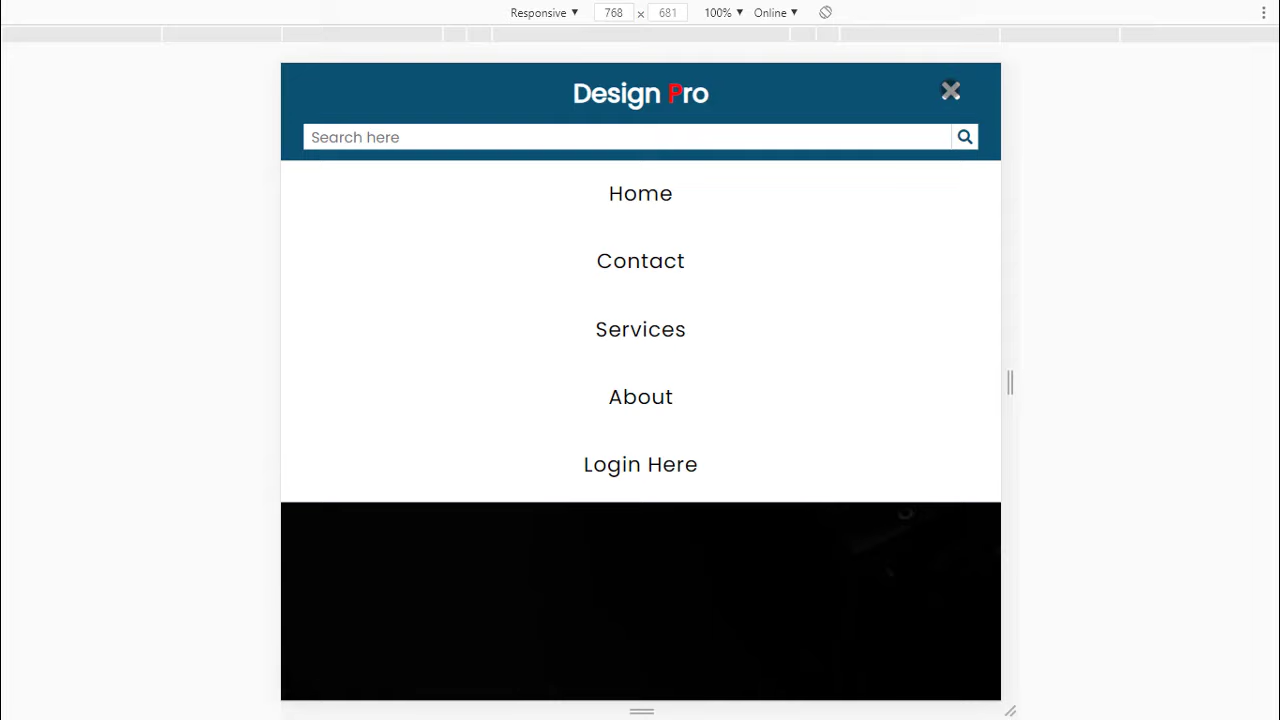 Responsive ▼ 768 × 681 100% ▼ Online ▼
Design Pro
Search here
Home
Contact
Services
About
Login Here